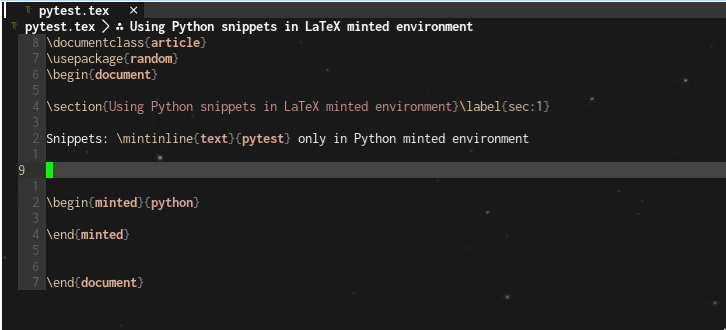 pytest.tex ×
pytest.tex > Using Python snippets in LaTeX minted environment
8 \documentclass{article}
7 \usepackage{random}
6 \begin{document}
5
4 \section{Using Python snippets in LaTeX minted environment}\label{sec:1}
3
2 Snippets: \mintinline{text}{pytest} only in Python minted environment
1
9
1
2 \begin{minted}{python}
3
4 \end{minted}
5
6
7 \end{document}